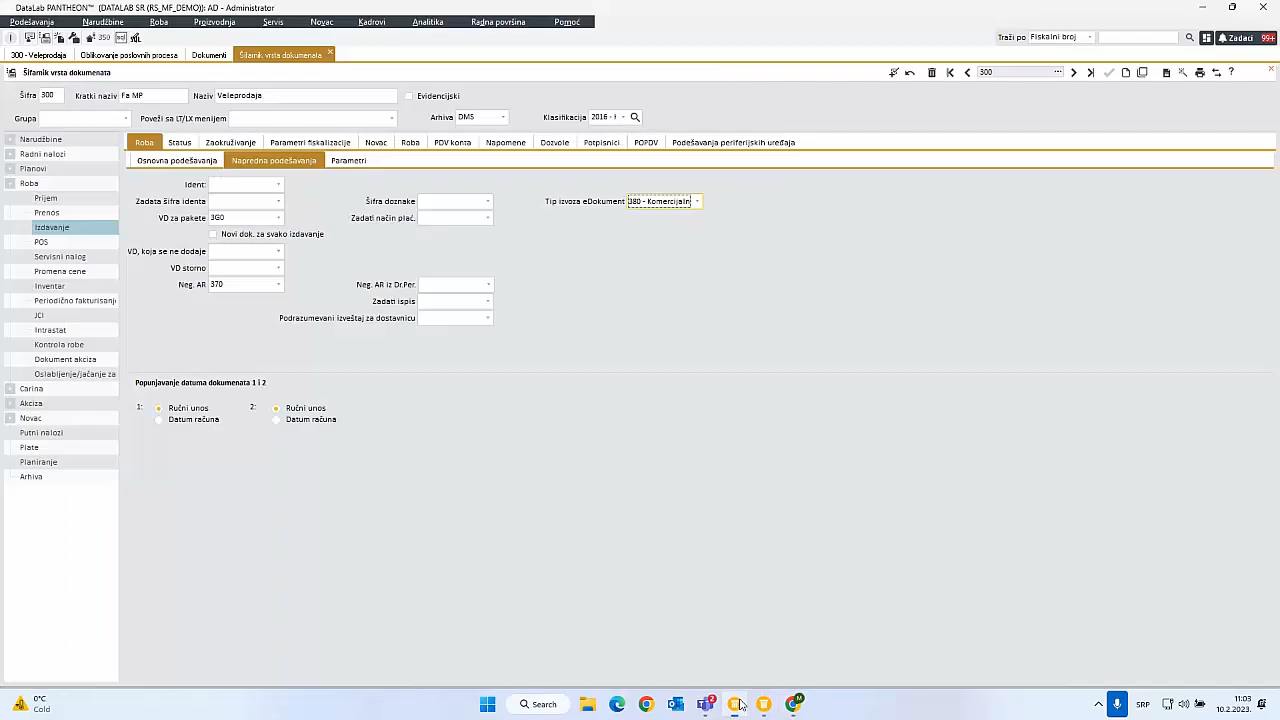 DataLab PANTHEON™ (DATALAB SR (RS_MF_DEMO)); AD - Administrator
Podešavanja Narudžbine Roba Proizvodnja Servis Novac Kadrovi Analitika Radna površina Pomoć
350 Traži po Fiskalni broj Zadaci 99+
300 - Veleprodaja Oblikovanje poslovnih procesa Dokumenti Šifarnik vrsta dokumenata
Šifarnik vrsta dokumenata 300
Šifra 300 Kratki naziv Fa MP Naziv Veleprodaja Evidencijski
Grupa Poveži sa LT/LX menijem Arhiva DMS Klasifikacija 2016 -
Narudžbine
Radni nalozi
Planovi
Roba
Prijem
Prenos
Izdavanje
POS
Servisni nalog
Promena cene
Inventar
Periodično fakturisanj
JCI
Intrastat
Kontrola robe
Dokument akciza
Oslabljenje/jačanje za
Carina
Akciza
Novac
Putni nalozi
Plate
Planiranje
Arhiva
Roba Status Zaokruživanje Parametri fiskalizacije Novac Roba PDV konta Napomene Dozvole Potpisnici POPDV Podešavanja periferijskih uređaja
Osnovna podešavanja Napredna podešavanja Parametri
Ident:
Zadata šifra identa Šifra doznake Tip izvoza eDokument 380 - Komercijaln
VD za pakete 3G0 Zadati način plać.
Novi dok. za svako izdavanje
VD, koja se ne dodaje
VD storno
Neg. AR 370 Neg. AR iz Dr.Per.
Zadati ispis
Podrazumevani izveštaj za dostavnicu
Popunjavanje datuma dokumenata 1 i 2
1: Ručni unos 2: Ručni unos
Datum računa Datum računa
0°C
Cold
Search
2
M
SRP
11:03
10.2.2023.